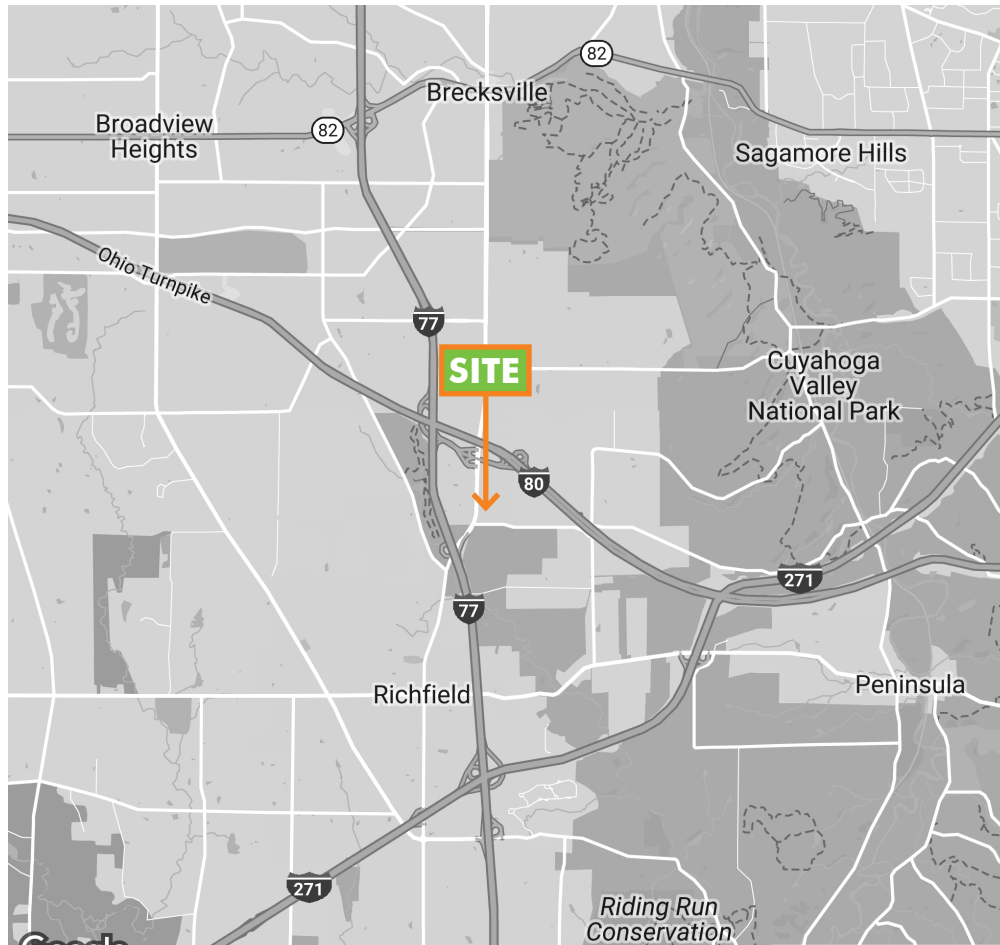 82
Brecksville
Broadview
Heights
82
Sagamore Hills
Ohio Turnpike
77
SITE
Cuyahoga
Valley
National Park
80
271
77
Richfield
Peninsula
271
Riding Run
Conservation
Google